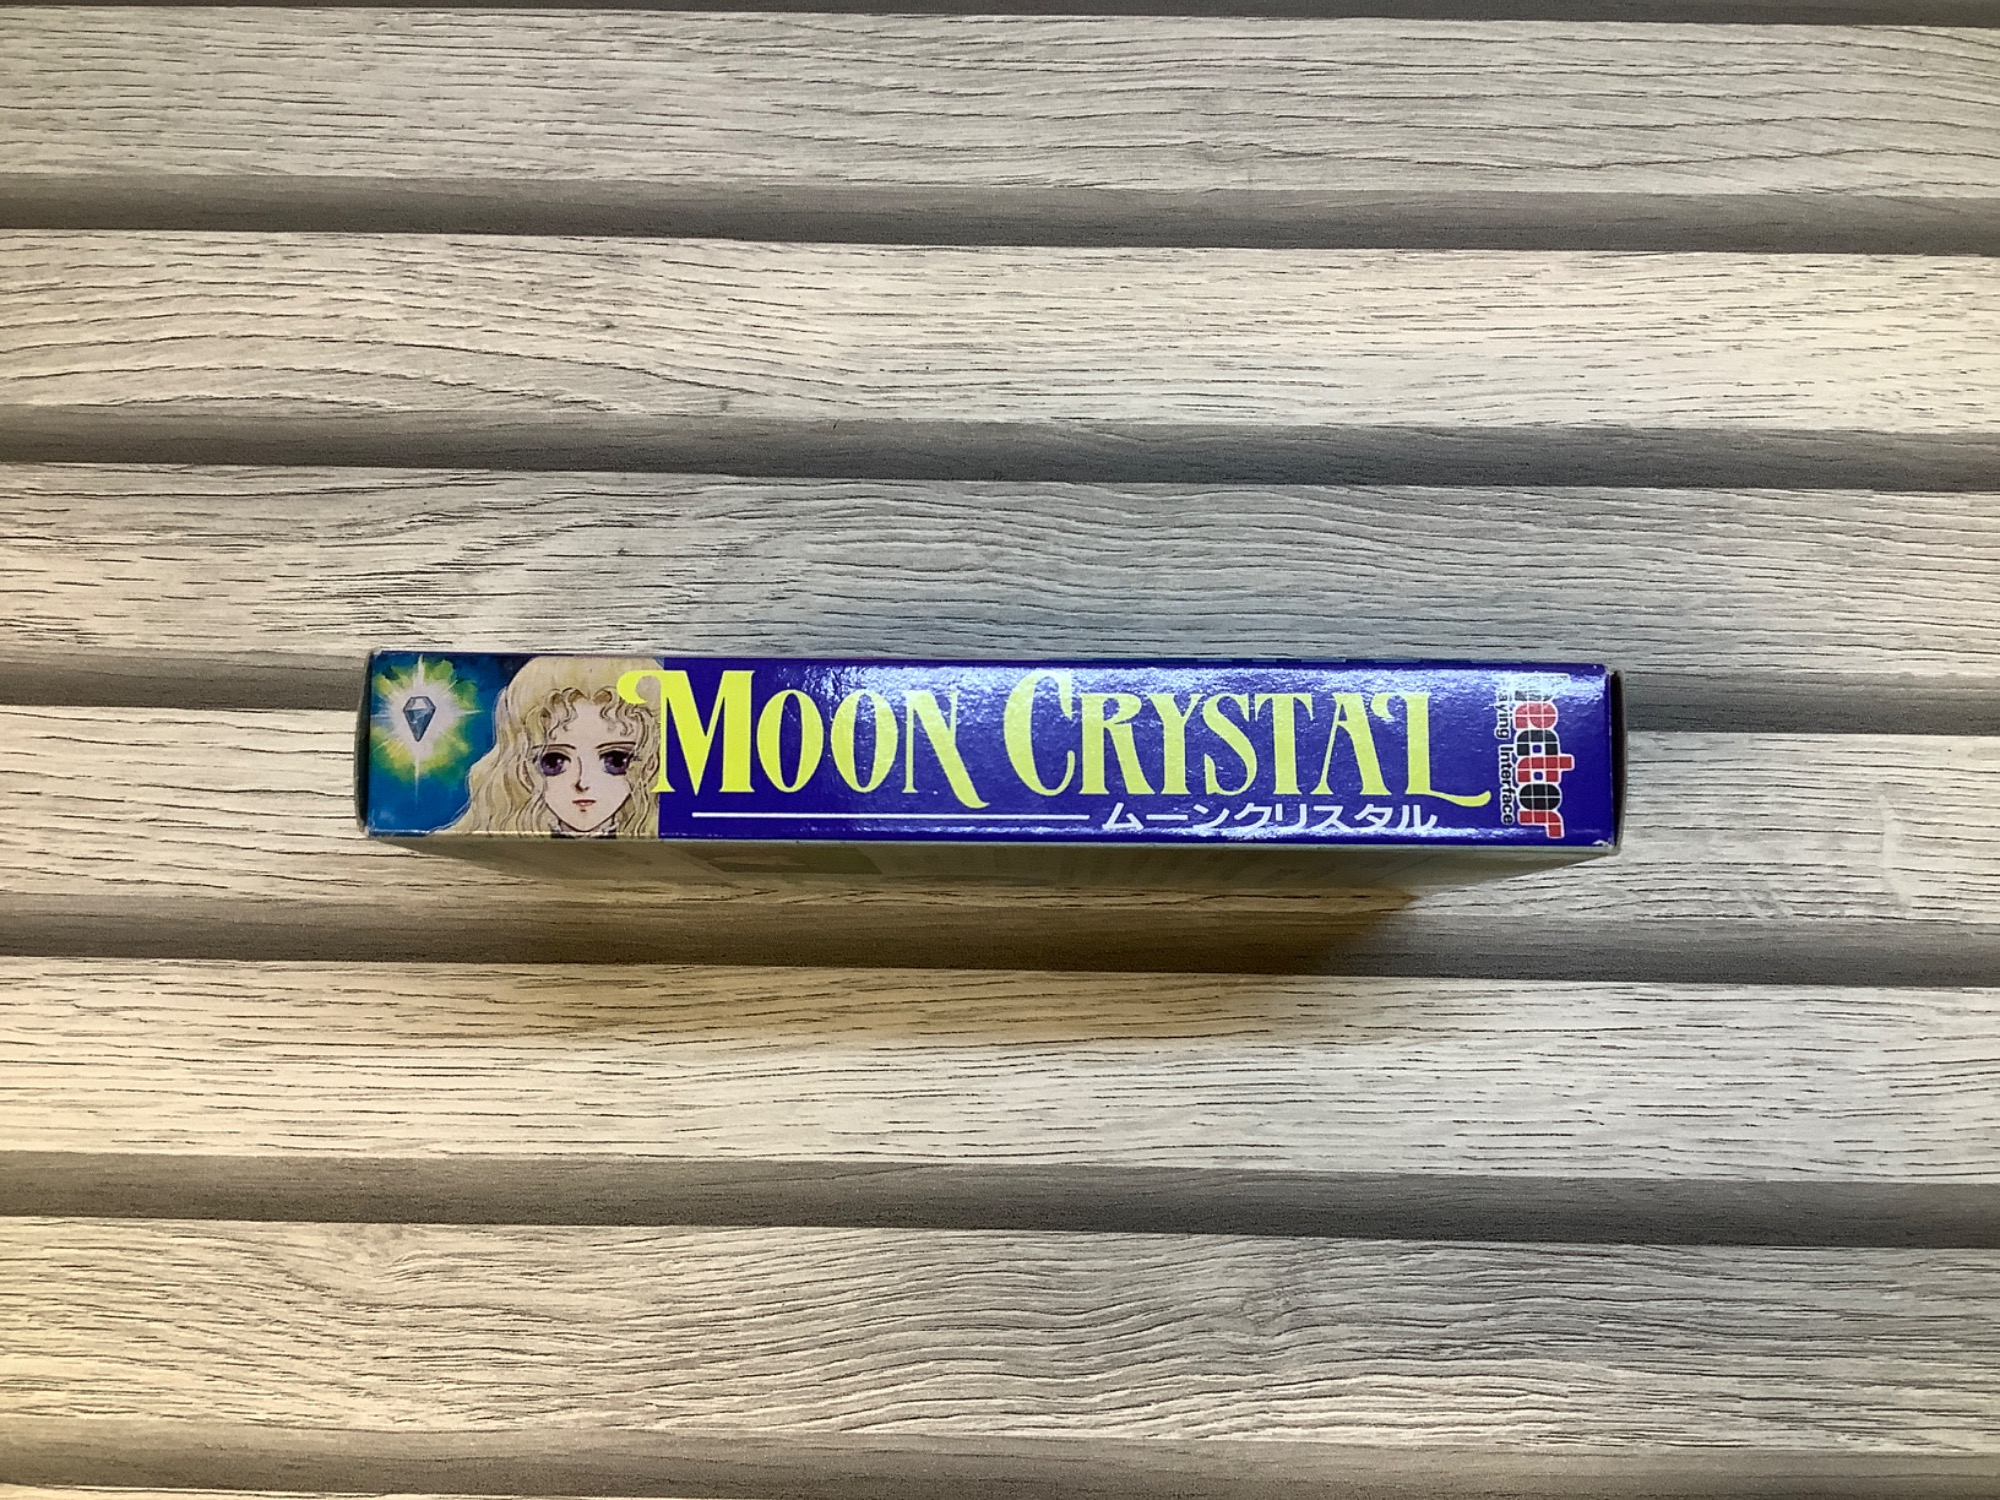 MOON CRYSTAL
ムーンクリスタル
Hector
Playing Interface